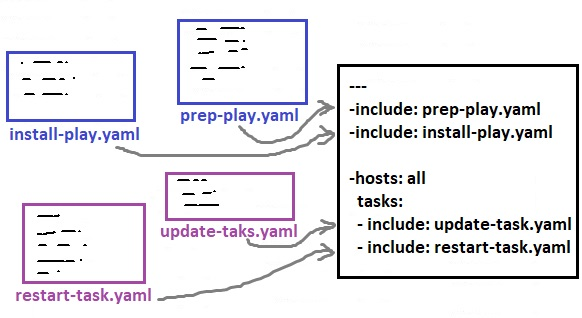 install-play.yaml
prep-play.yaml
update-taks.yaml
restart-task.yaml
---
-include: prep-play.yaml
-include: install-play.yaml
-hosts: all
tasks:
- include: update-task.yaml
- include: restart-task.yaml